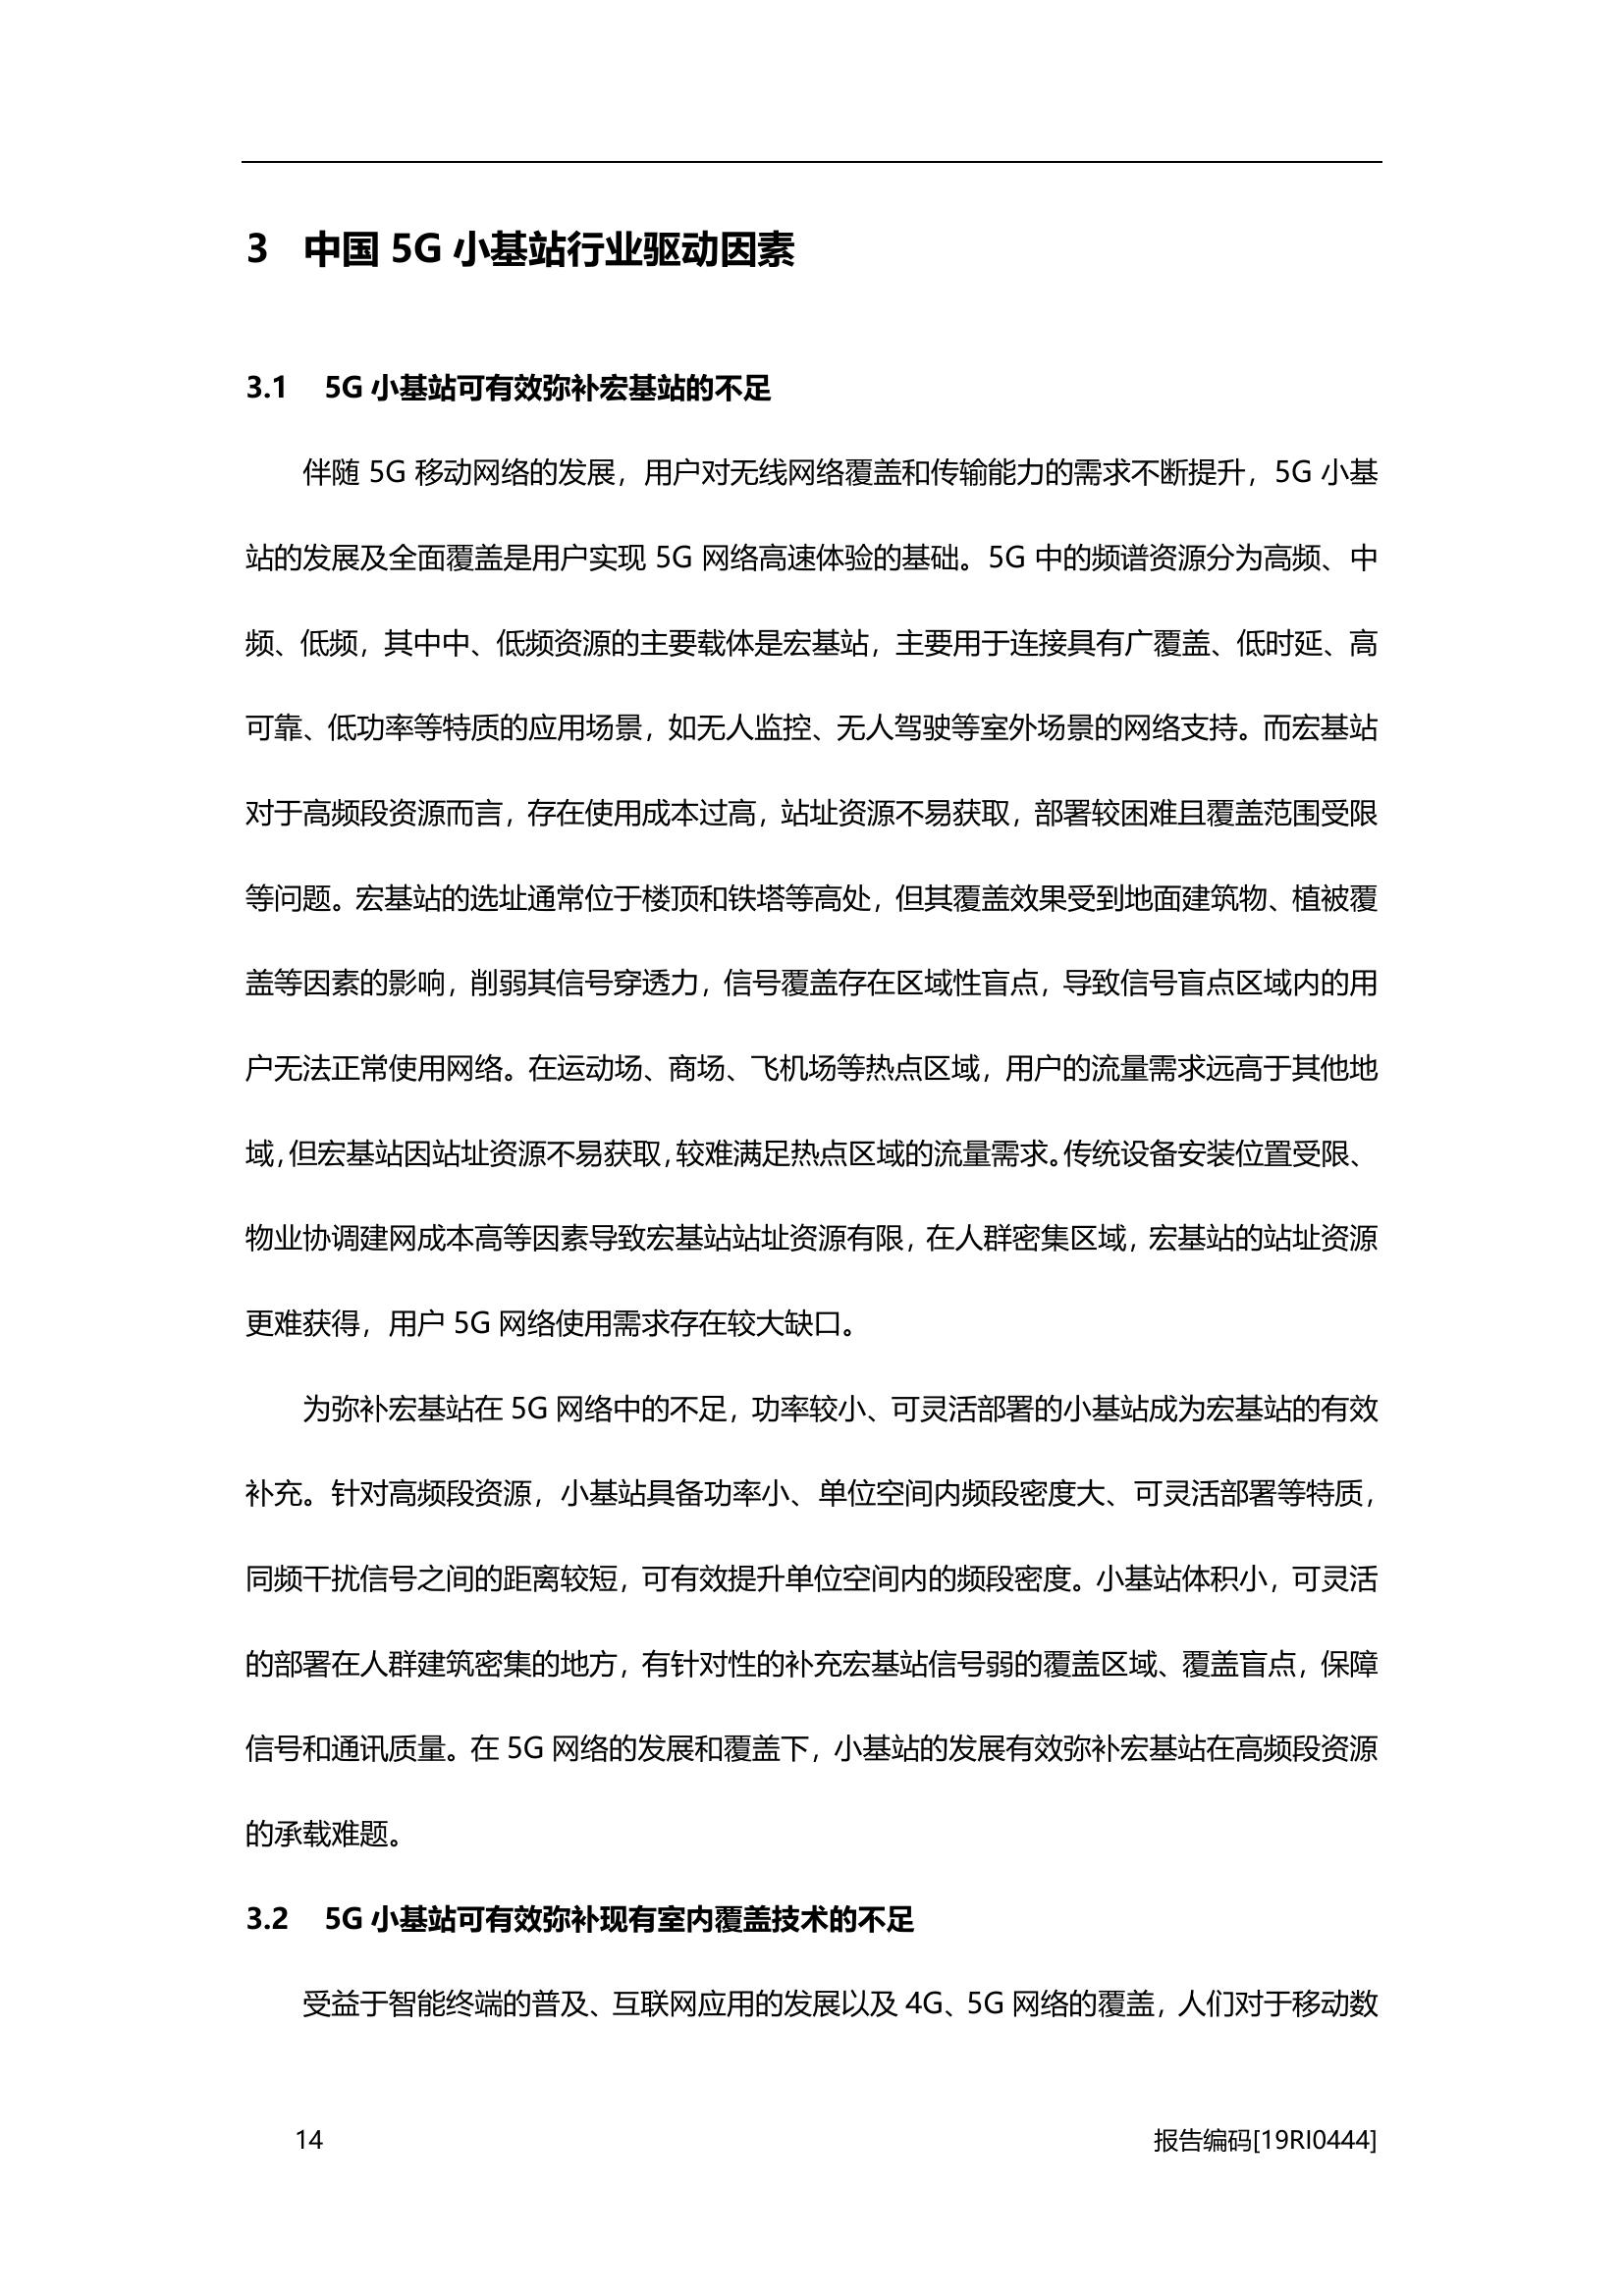 3 中国 5G 小基站行业驱动因素
3.1 5G 小基站可有效弥补宏基站的不足
伴随 5G 移动网络的发展，用户对无线网络覆盖和传输能力的需求不断提升，5G 小基
站的发展及全面覆盖是用户实现 5G 网络高速体验的基础。5G 中的频谱资源分为高频、中
频、低频，其中中、低频资源的主要载体是宏基站，主要用于连接具有广覆盖、低时延、高
可靠、低功率等特质的应用场景，如无人监控、无人驾驶等室外场景的网络支持。而宏基站
对于高频段资源而言，存在使用成本过高，站址资源不易获取，部署较困难且覆盖范围受限
等问题。宏基站的选址通常位于楼顶和铁塔等高处，但其覆盖效果受到地面建筑物、植被覆
盖等因素的影响，削弱其信号穿透力，信号覆盖存在区域性盲点，导致信号盲点区域内的用
户无法正常使用网络。在运动场、商场、飞机场等热点区域，用户的流量需求远高于其他地
域，但宏基站因站址资源不易获取，较难满足热点区域的流量需求。传统设备安装位置受限、
物业协调建网成本高等因素导致宏基站站址资源有限，在人群密集区域，宏基站的站址资源
更难获得，用户 5G 网络使用需求存在较大缺口。
为弥补宏基站在 5G 网络中的不足，功率较小、可灵活部署的小基站成为宏基站的有效
补充。针对高频段资源，小基站具备功率小、单位空间内频段密度大、可灵活部署等特质，
同频干扰信号之间的距离较短，可有效提升单位空间内的频段密度。小基站体积小，可灵活
的部署在人群建筑密集的地方，有针对性的补充宏基站信号弱的覆盖区域、覆盖盲点，保障
信号和通讯质量。在 5G 网络的发展和覆盖下，小基站的发展有效弥补宏基站在高频段资源
的承载难题。
3.2 5G 小基站可有效弥补现有室内覆盖技术的不足
受益于智能终端的普及、互联网应用的发展以及 4G、5G 网络的覆盖，人们对于移动数
14 报告编码[19RI0444]